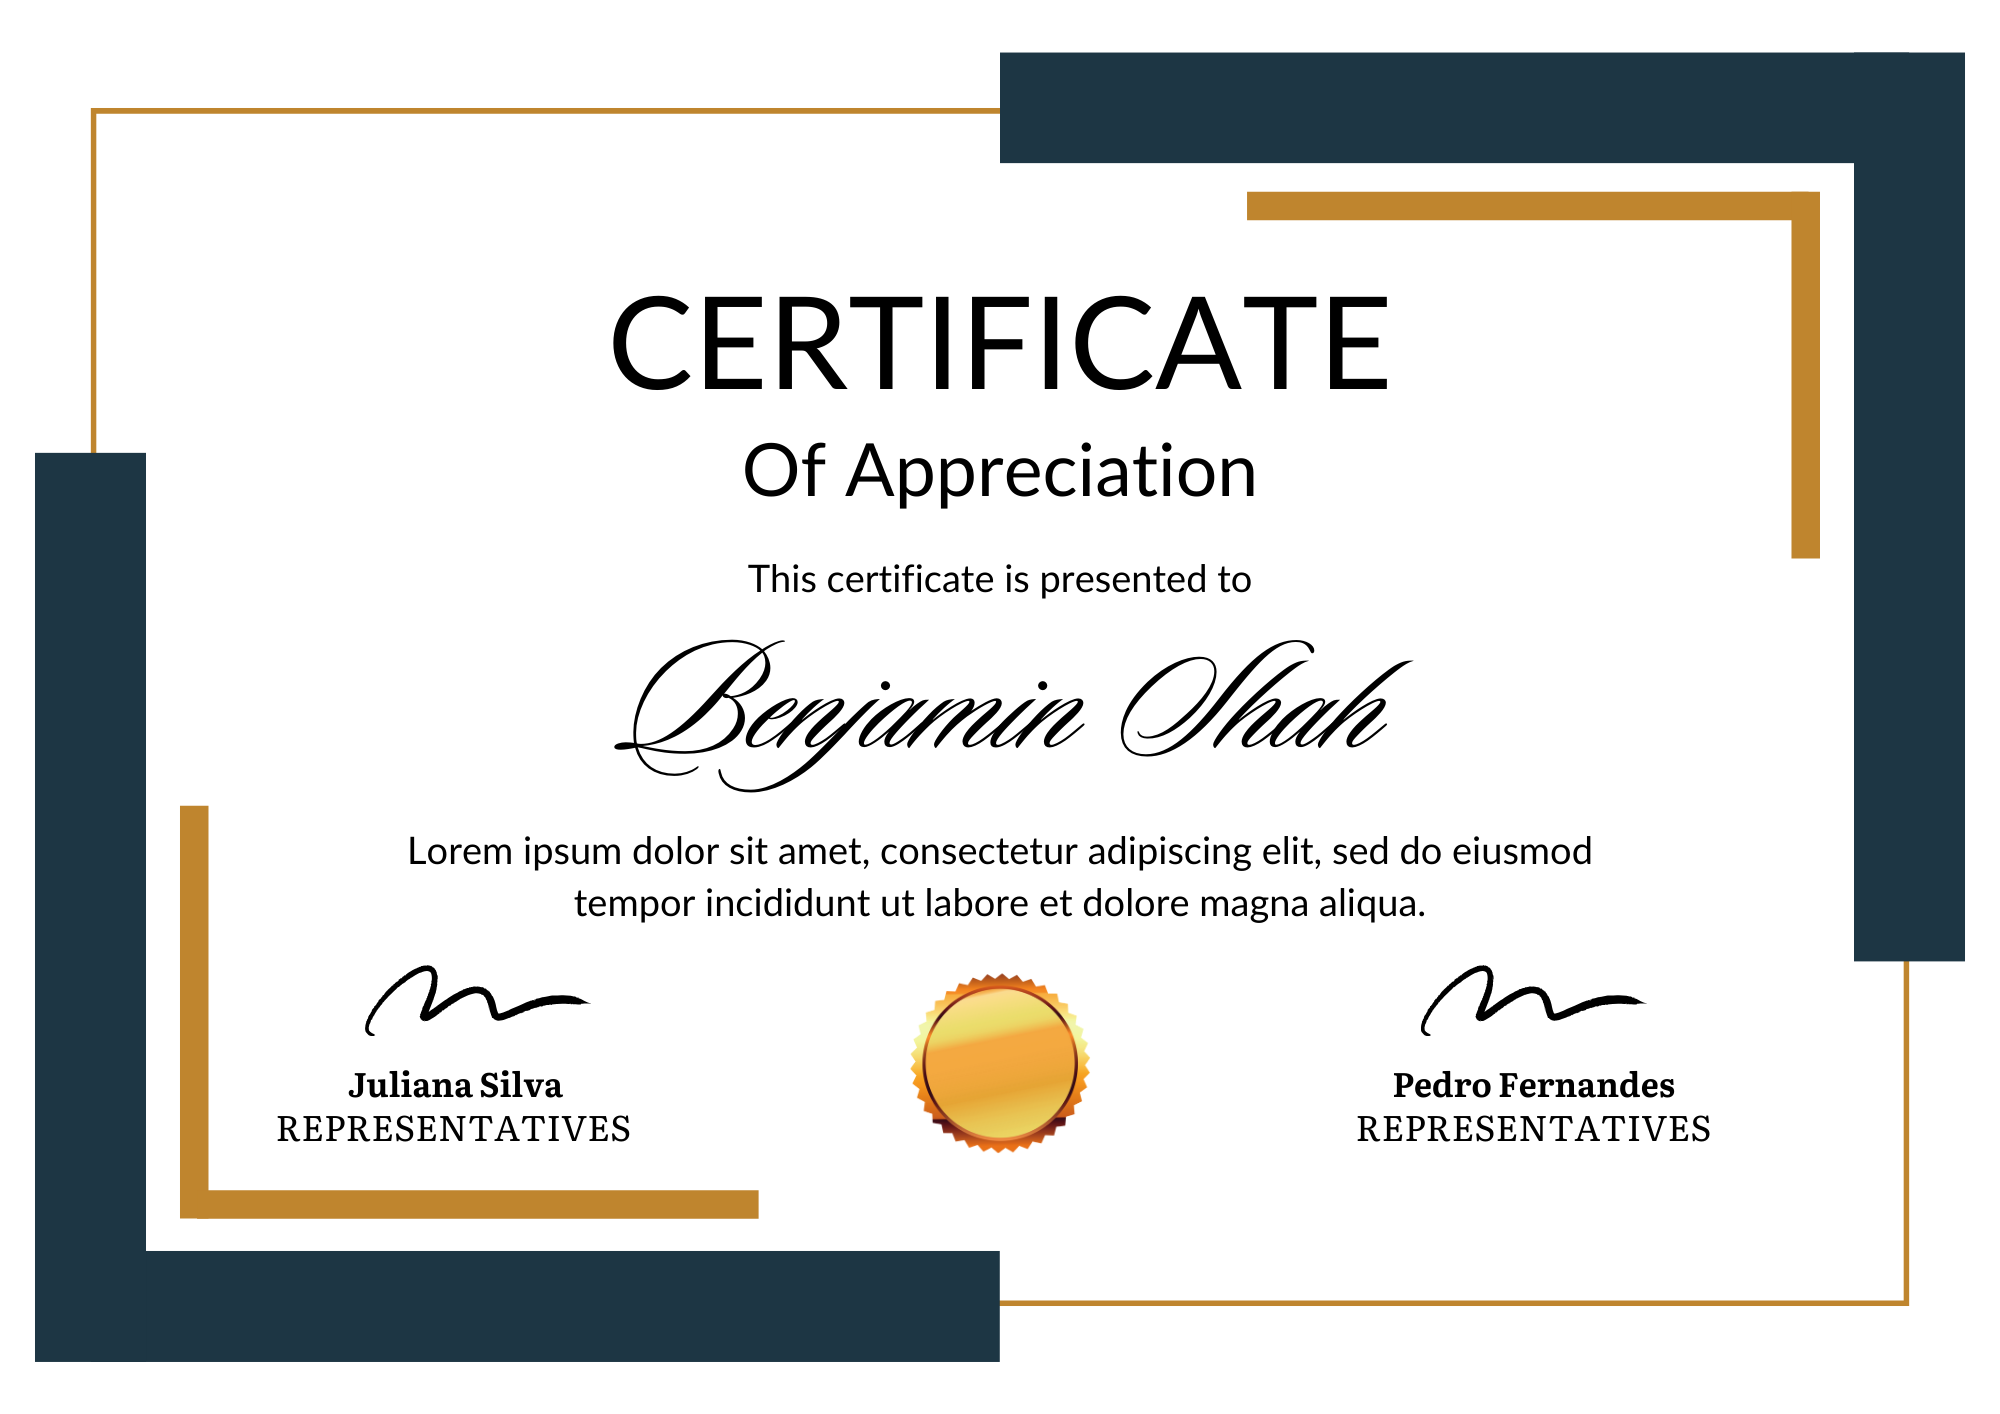 CERTIFICATE
Of Appreciation
This certificate is presented to
Benjamin Shah
Lorem ipsum dolor sit amet, consectetur adipiscing elit, sed do eiusmod
tempor incididunt ut labore et dolore magna aliqua.
Juliana Silva
REPRESENTATIVES
Pedro Fernandes
REPRESENTATIVES